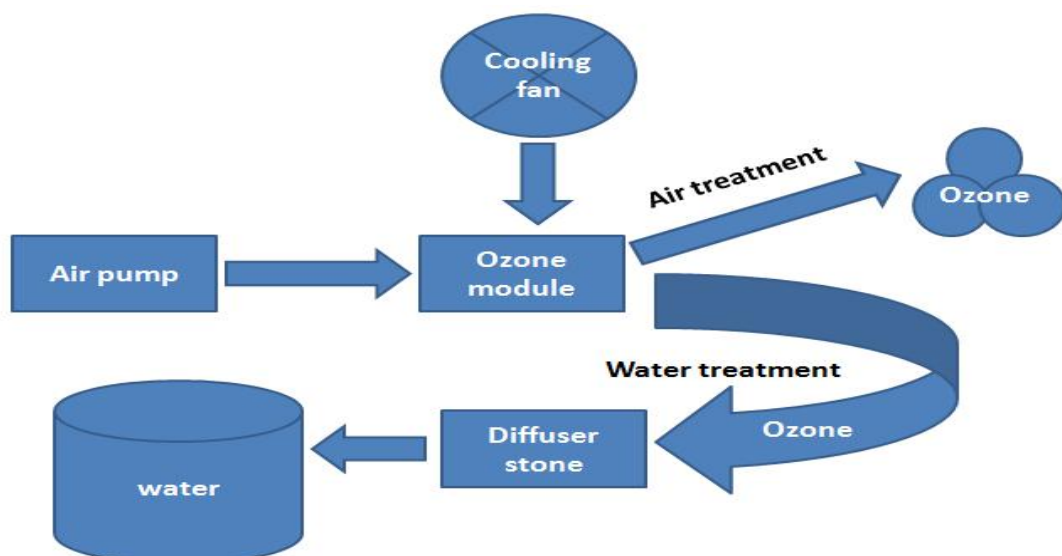 Cooling
fan
Air treatment
Ozone
Air pump
Ozone
module
Water treatment
Ozone
Diffuser
stone
water